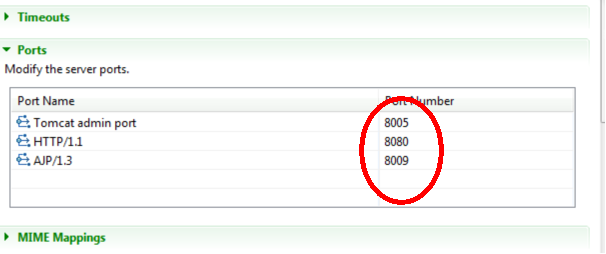 Timeouts
Ports
Modify the server ports.
Port Name Port Number
Tomcat admin port 8005
HTTP/1.1 8080
AJP/1.3 8009
MIME Mappings